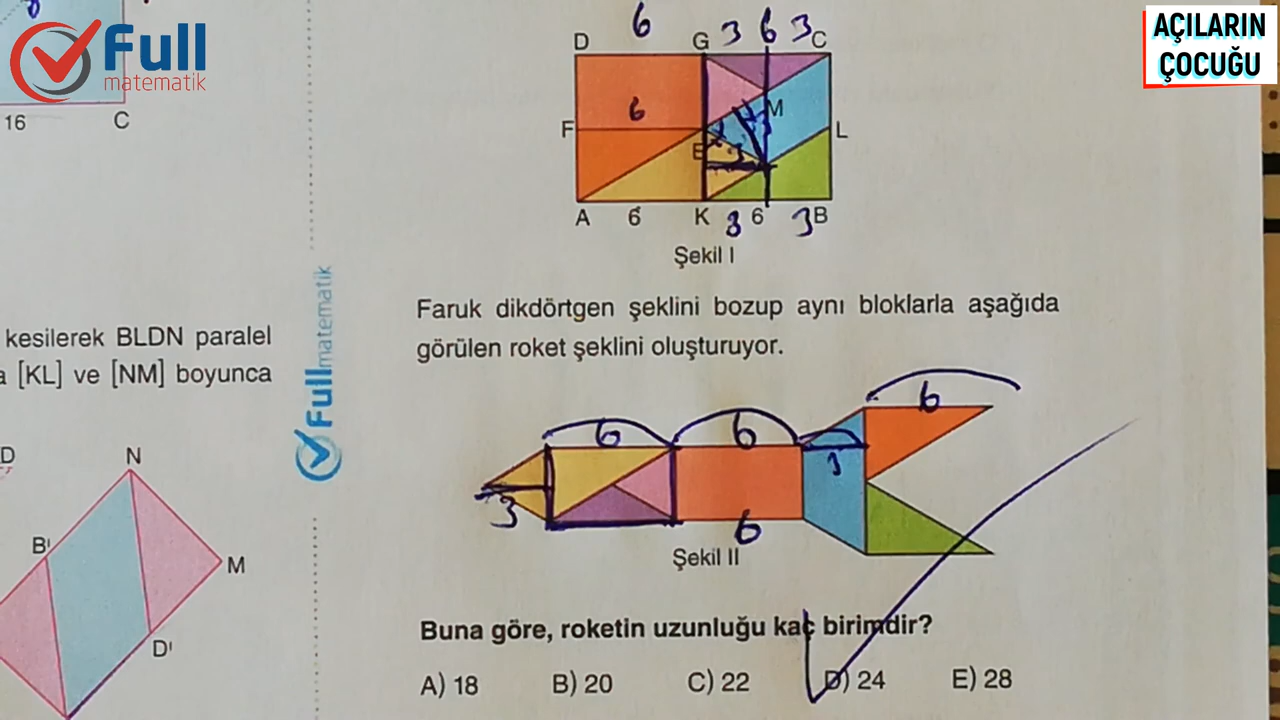 Full
matematik
AÇILARIN
ÇOCUĞU
16
C
6
3 6 3
D G C
6
F
E
M
L
3
A 6 K 3 6 3 B
Şekil I
Faruk dikdörtgen şeklini bozup aynı bloklarla aşağıda
görülen roket şeklini oluşturuyor.
kesilerek BLDN paralel
a [KL] ve [NM] boyunca
Fullmatematik
D
N
B'
M
D'
6
6
6
3
3
6
Şekil II
Buna göre, roketin uzunluğu kaç birimdir?
A) 18 B) 20 C) 22 D) 24 E) 28